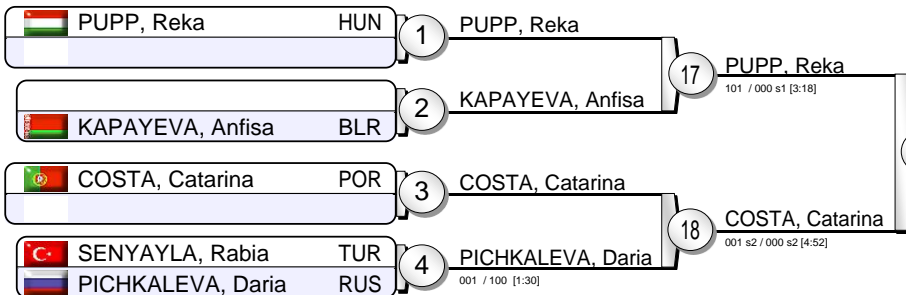 PUPP, Reka HUN
1
PUPP, Reka
17
PUPP, Reka
101 / 000 s1 [3:18]
2
KAPAYEVA, Anfisa
KAPAYEVA, Anfisa BLR
COSTA, Catarina POR
3
COSTA, Catarina
18
COSTA, Catarina
001 s2 / 000 s2 [4:52]
SENYAYLA, Rabia TUR
4
PICHKALEVA, Daria
001 / 100 [1:30]
PICHKALEVA, Daria RUS